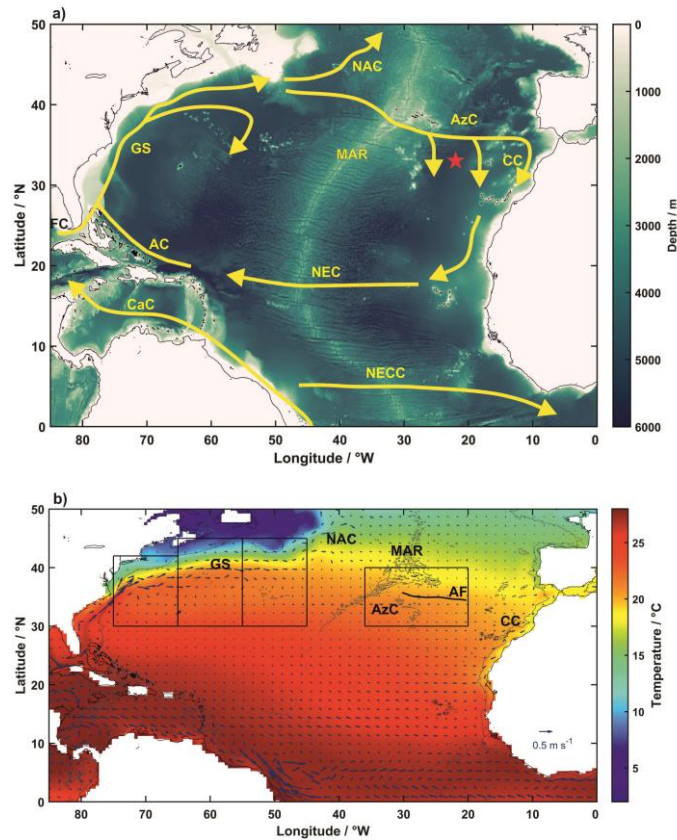 a)
50
40
30
20
10
0
Latitude / °N
NAC
AzC
GS
MAR
CC
FC
AC
NEC
CaC
NECC
80 70 60 50 40 30 20 10 0
Longitude / °W
0
1000
2000
3000
4000
5000
6000
Depth / m
b)
50
40
30
20
10
0
Latitude / °N
NAC
GS
MAR
AF
AzC
CC
0.5 m s⁻¹
80 70 60 50 40 30 20 10 0
Longitude / °W
25
20
15
10
5
Temperature / °C